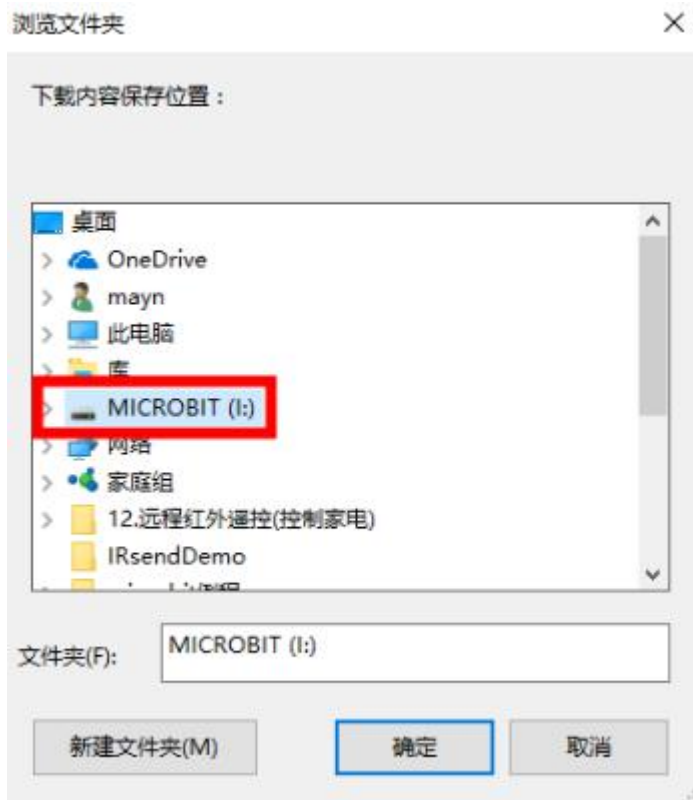 浏览文件夹
下载内容保存位置：
桌面
OneDrive
mayn
此电脑
库
MICROBIT (I:)
网络
家庭组
12.远程红外遥控(控制家电)
IRsendDemo
文件夹(F):
MICROBIT (I:)
新建文件夹(M)
确定
取消